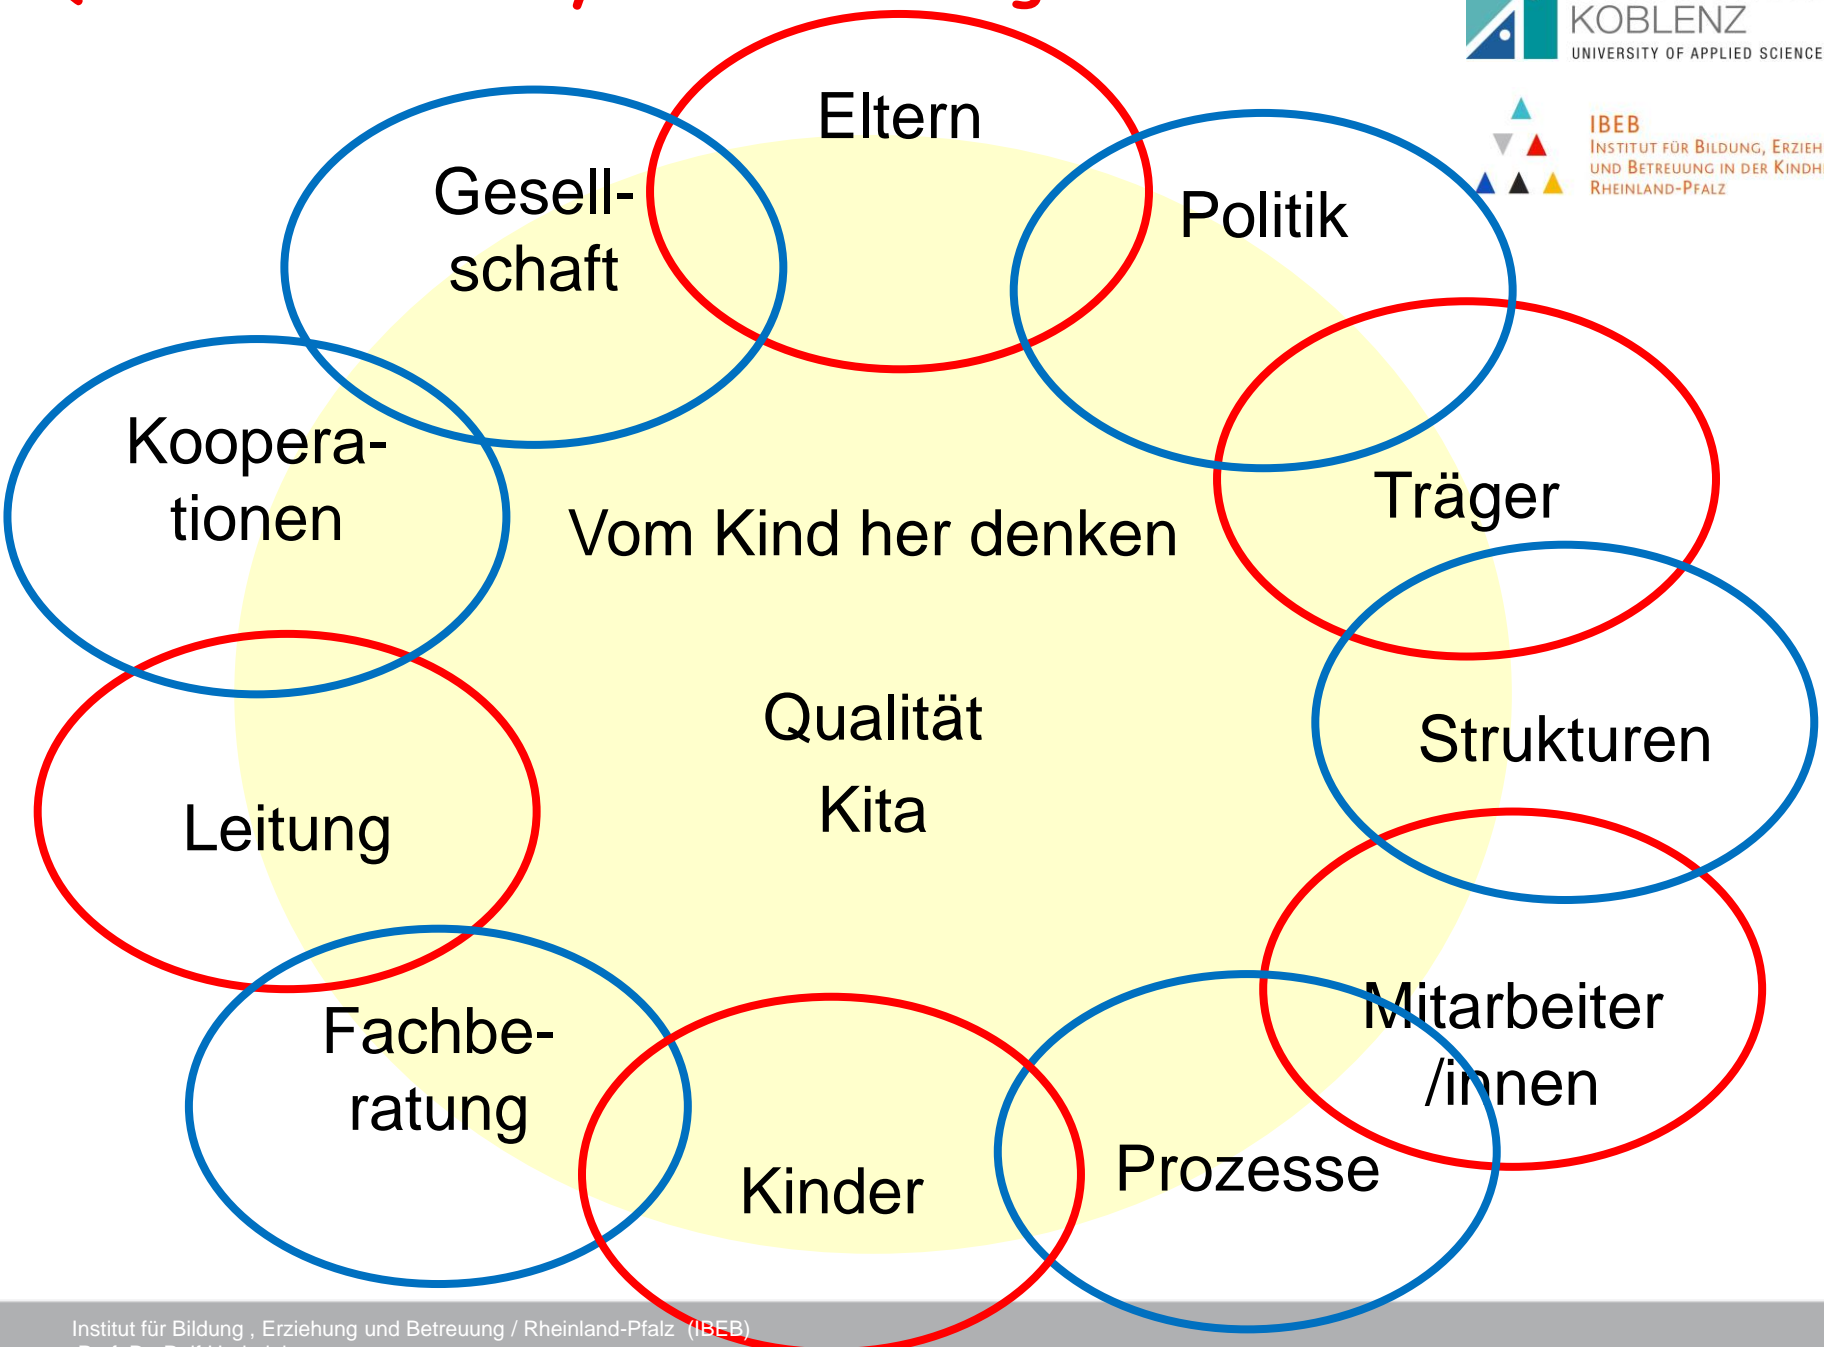 KOBLENZ
UNIVERSITY OF APPLIED SCIENCE
IBEB
INSTITUT FÜR BILDUNG, ERZIEH
UND BETREUUNG IN DER KINDH
RHEINLAND-PFALZ
Eltern
Gesell-
schaft
Politik
Koopera-
tionen
Träger
Vom Kind her denken
Qualität
Kita
Strukturen
Leitung
Mitarbeiter
/innen
Fachbe-
ratung
Kinder
Prozesse
Institut für Bildung , Erziehung und Betreuung / Rheinland-Pfalz (IBEB)